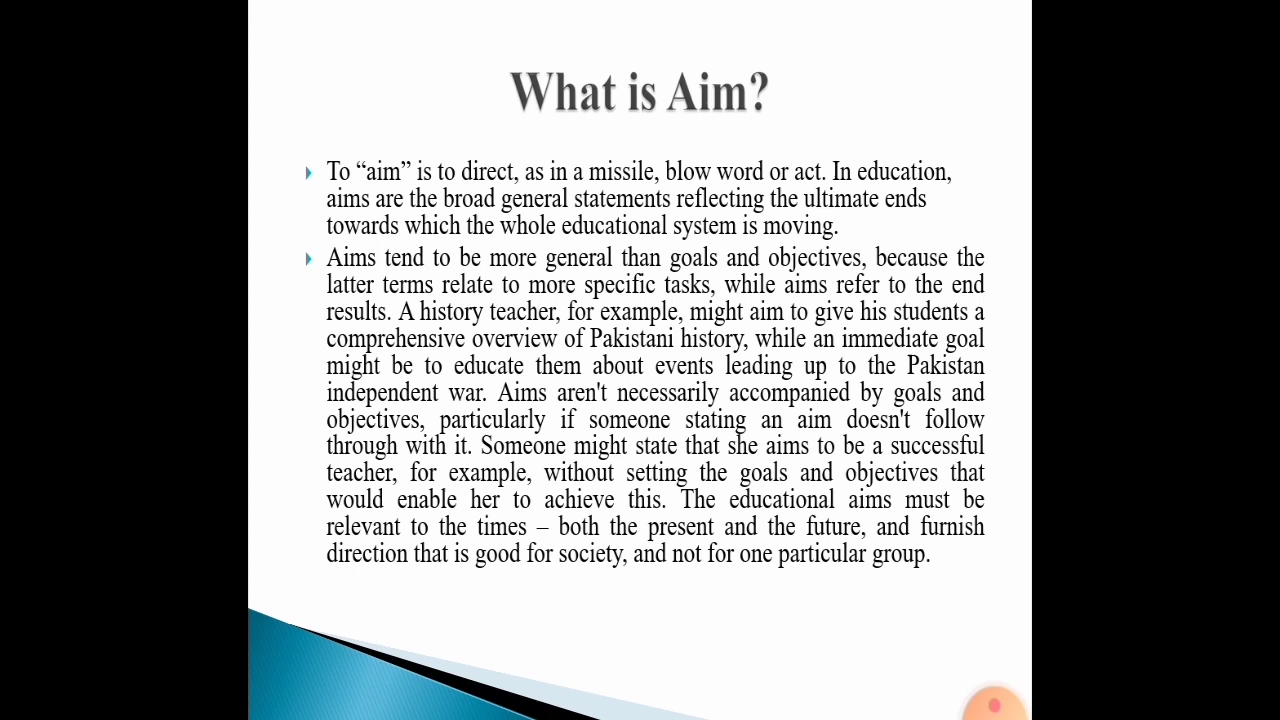 What is Aim?
To “aim” is to direct, as in a missile, blow word or act. In education,
aims are the broad general statements reflecting the ultimate ends
towards which the whole educational system is moving.
Aims tend to be more general than goals and objectives, because the
latter terms relate to more specific tasks, while aims refer to the end
results. A history teacher, for example, might aim to give his students a
comprehensive overview of Pakistani history, while an immediate goal
might be to educate them about events leading up to the Pakistan
independent war. Aims aren't necessarily accompanied by goals and
objectives, particularly if someone stating an aim doesn't follow
through with it. Someone might state that she aims to be a successful
teacher, for example, without setting the goals and objectives that
would enable her to achieve this. The educational aims must be
relevant to the times – both the present and the future, and furnish
direction that is good for society, and not for one particular group.